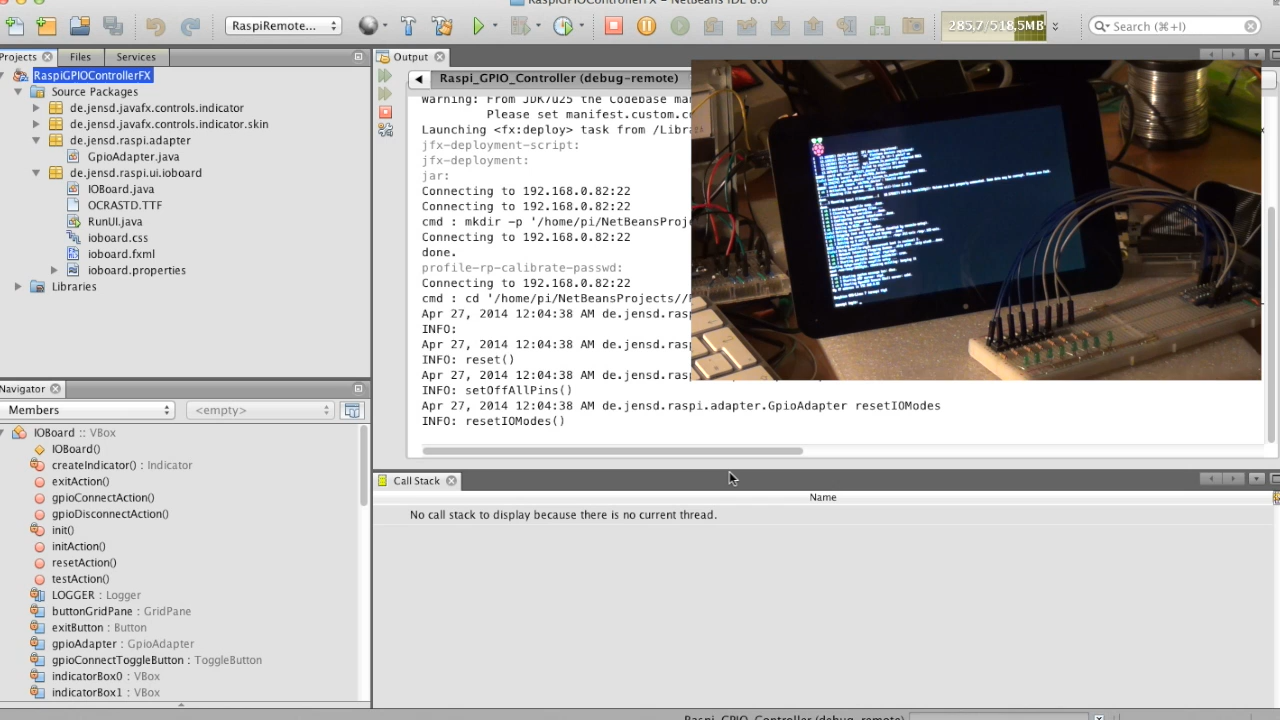 RaspiGPIOControllerFX - NetBeans IDE 8.0
RaspiRemote...
285,7/518,5MB
Search (⌘+I)
Projects
Files
Services
RaspiGPIOControllerFX
Source Packages
de.jensd.javafx.controls.indicator
de.jensd.javafx.controls.indicator.skin
de.jensd.raspi.adapter
GpioAdapter.java
de.jensd.raspi.ui.ioboard
IOBoard.java
OCRASTD.TTF
RunUI.java
ioboard.css
ioboard.fxml
ioboard.properties
Libraries
Navigator
Members
<empty>
IOBoard :: VBox
IOBoard()
createIndicator() : Indicator
exitAction()
gpioConnectAction()
gpioDisconnectAction()
init()
initAction()
resetAction()
testAction()
LOGGER : Logger
buttonGridPane : GridPane
exitButton : Button
gpioAdapter : GpioAdapter
gpioConnectToggleButton : ToggleButton
indicatorBox0 : VBox
indicatorBox1 : VBox
Output
Raspi_GPIO_Controller (debug-remote)
Warning: From JDK7u25 the Codebase ma
Please set manifest.custom.co
Launching <fx:deploy> task from /Libra
jfx-deployment-script:
jfx-deployment:
jar:
Connecting to 192.168.0.82:22
Connecting to 192.168.0.82:22
cmd : mkdir -p '/home/pi/NetBeansProje
Connecting to 192.168.0.82:22
done.
profile-rp-calibrate-passwd:
Connecting to 192.168.0.82:22
cmd : cd '/home/pi/NetBeansProjects//
Apr 27, 2014 12:04:38 AM de.jensd.rasp
INFO:
Apr 27, 2014 12:04:38 AM de.jensd.rasp
INFO: reset()
Apr 27, 2014 12:04:38 AM de.jensd.rasp
INFO: setOffAllPins()
Apr 27, 2014 12:04:38 AM de.jensd.raspi.adapter.GpioAdapter resetIOModes
INFO: resetIOModes()
Call Stack
Name
No call stack to display because there is no current thread.
Raspi_GPIO_Controller (debug-remote)